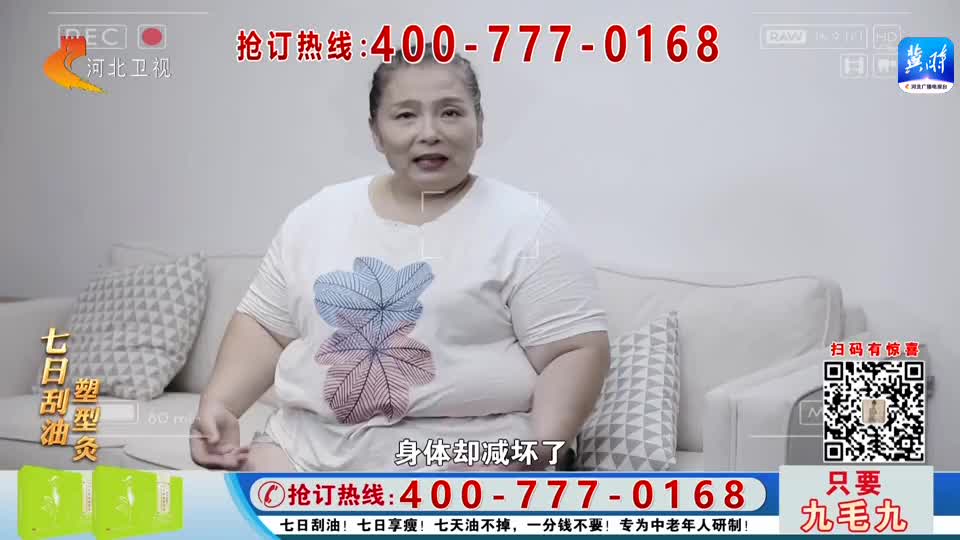 REC
河北卫视
抢订热线:400-777-0168
RAW
HD
冀时
河北广播电视台
七日刮油
塑型灸
60 min
扫码有惊喜
身体却减坏了
抢订热线:400-777-0168
七日刮油！七日享瘦！七天油不掉，一分钱不要！专为中老年人研制！
只要
九毛九